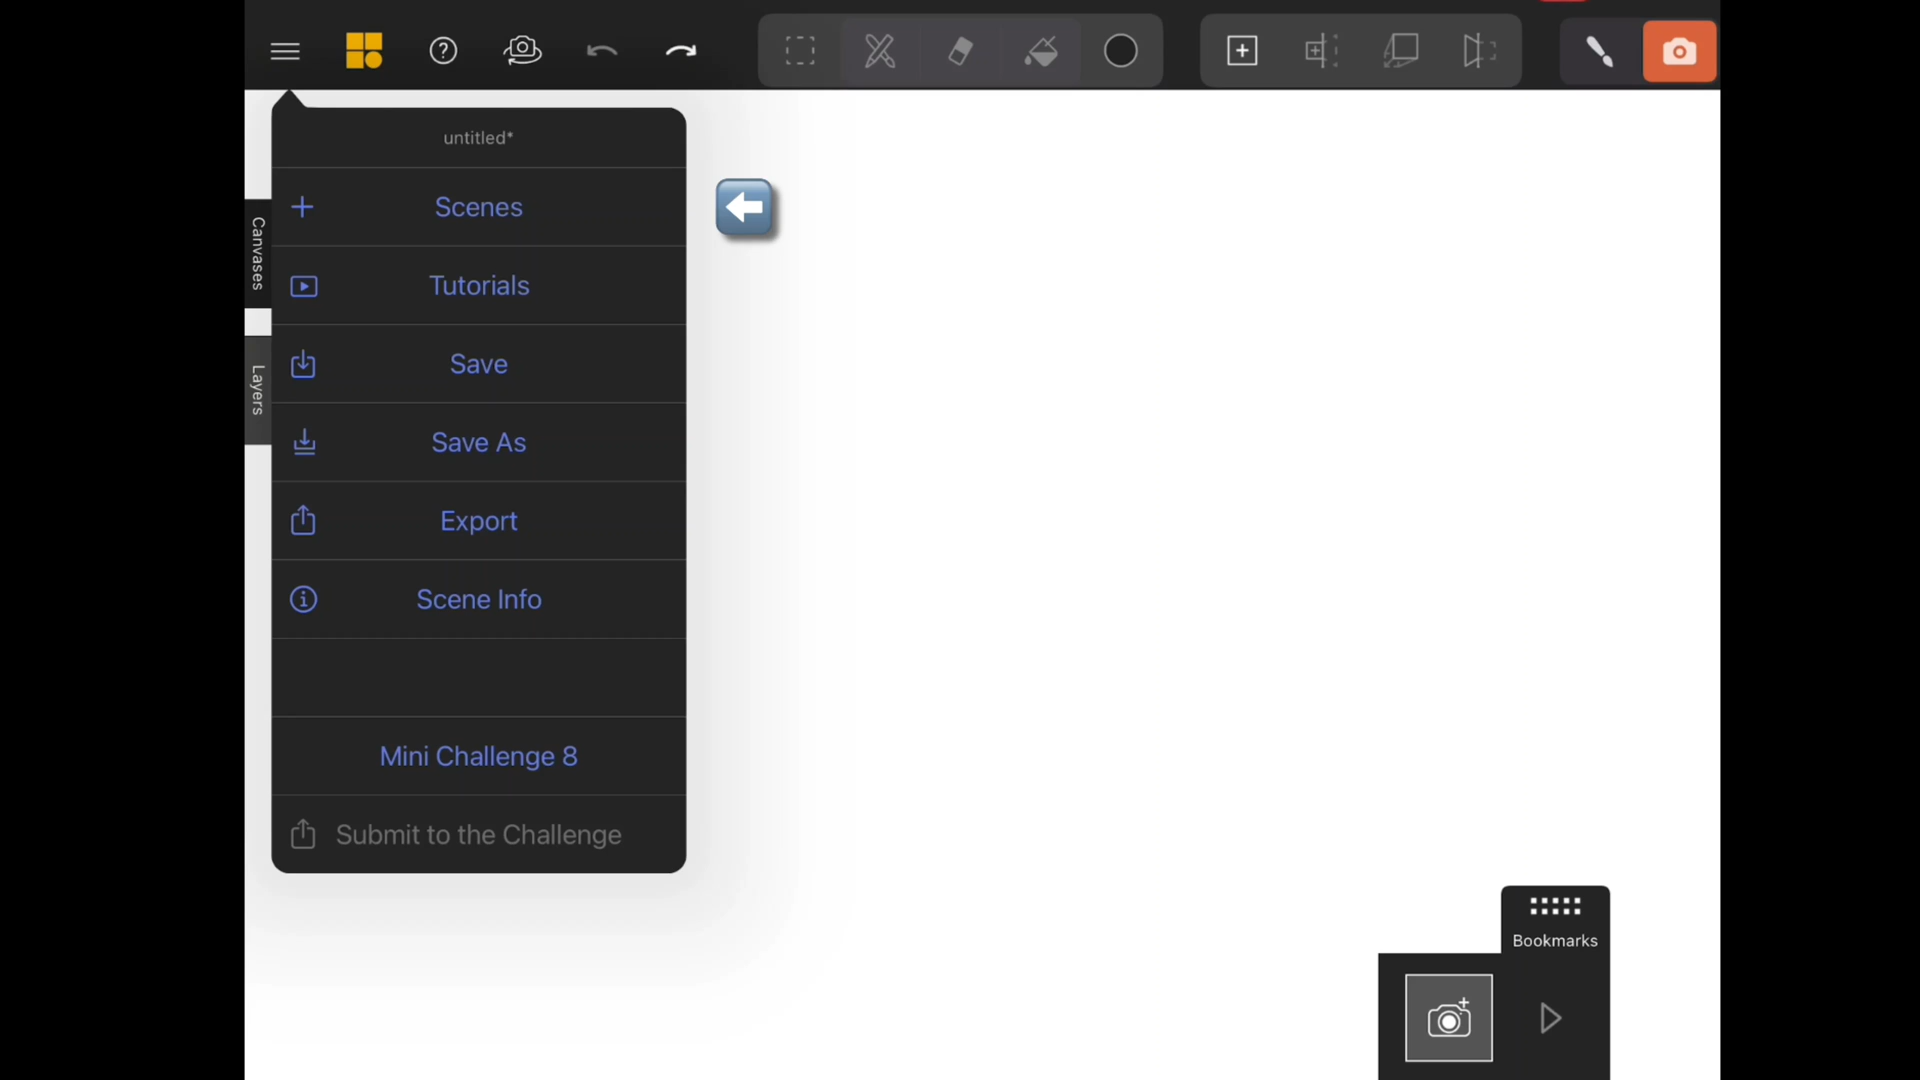 untitled*
Scenes
Tutorials
Save
Save As
Export
Scene Info
Mini Challenge 8
Submit to the Challenge
Canvases
Layers
Bookmarks